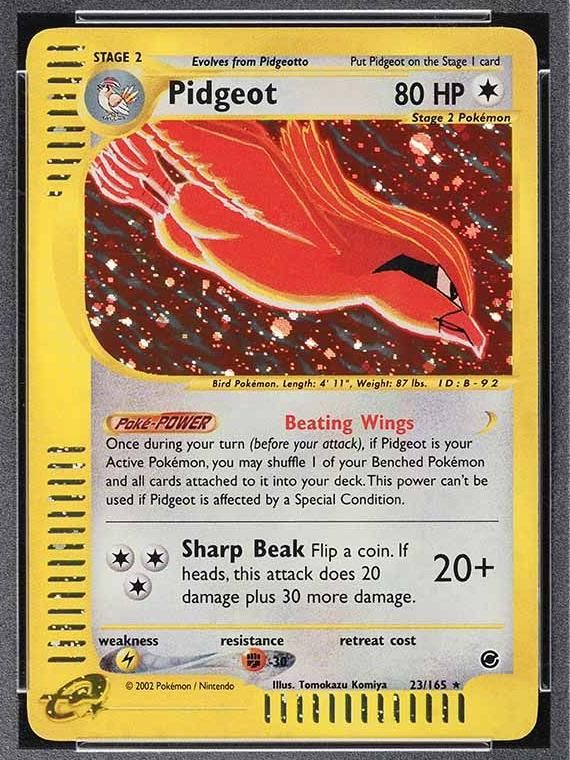 STAGE 2
Evolves from Pidgeotto
Put Pidgeot on the Stage 1 card
Pidgeot
80 HP
Stage 2 Pokémon
Bird Pokémon. Length: 4' 11", Weight: 87 lbs. ID: B-92
Poké-POWER Beating Wings
Once during your turn (before your attack), if Pidgeot is your
Active Pokémon, you may shuffle 1 of your Benched Pokémon
and all cards attached to it into your deck. This power can't be
used if Pidgeot is affected by a Special Condition.
Sharp Beak Flip a coin. If
heads, this attack does 20
damage plus 30 more damage.
20+
weakness resistance retreat cost
-30
© 2002 Pokémon / Nintendo Illus. Tomokazu Komiya 23/165 ★